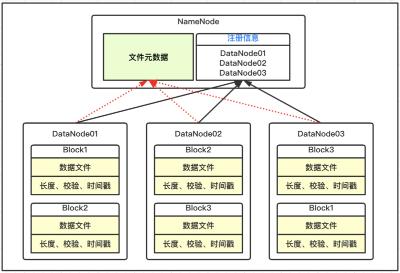 NameNode
文件元数据
注册信息
DataNode01
DataNode02
DataNode03
DataNode01
Block1
数据文件
长度、校验、时间戳
Block2
数据文件
长度、校验、时间戳
DataNode02
Block2
数据文件
长度、校验、时间戳
Block3
数据文件
长度、校验、时间戳
DataNode03
Block3
数据文件
长度、校验、时间戳
Block1
数据文件
长度、校验、时间戳